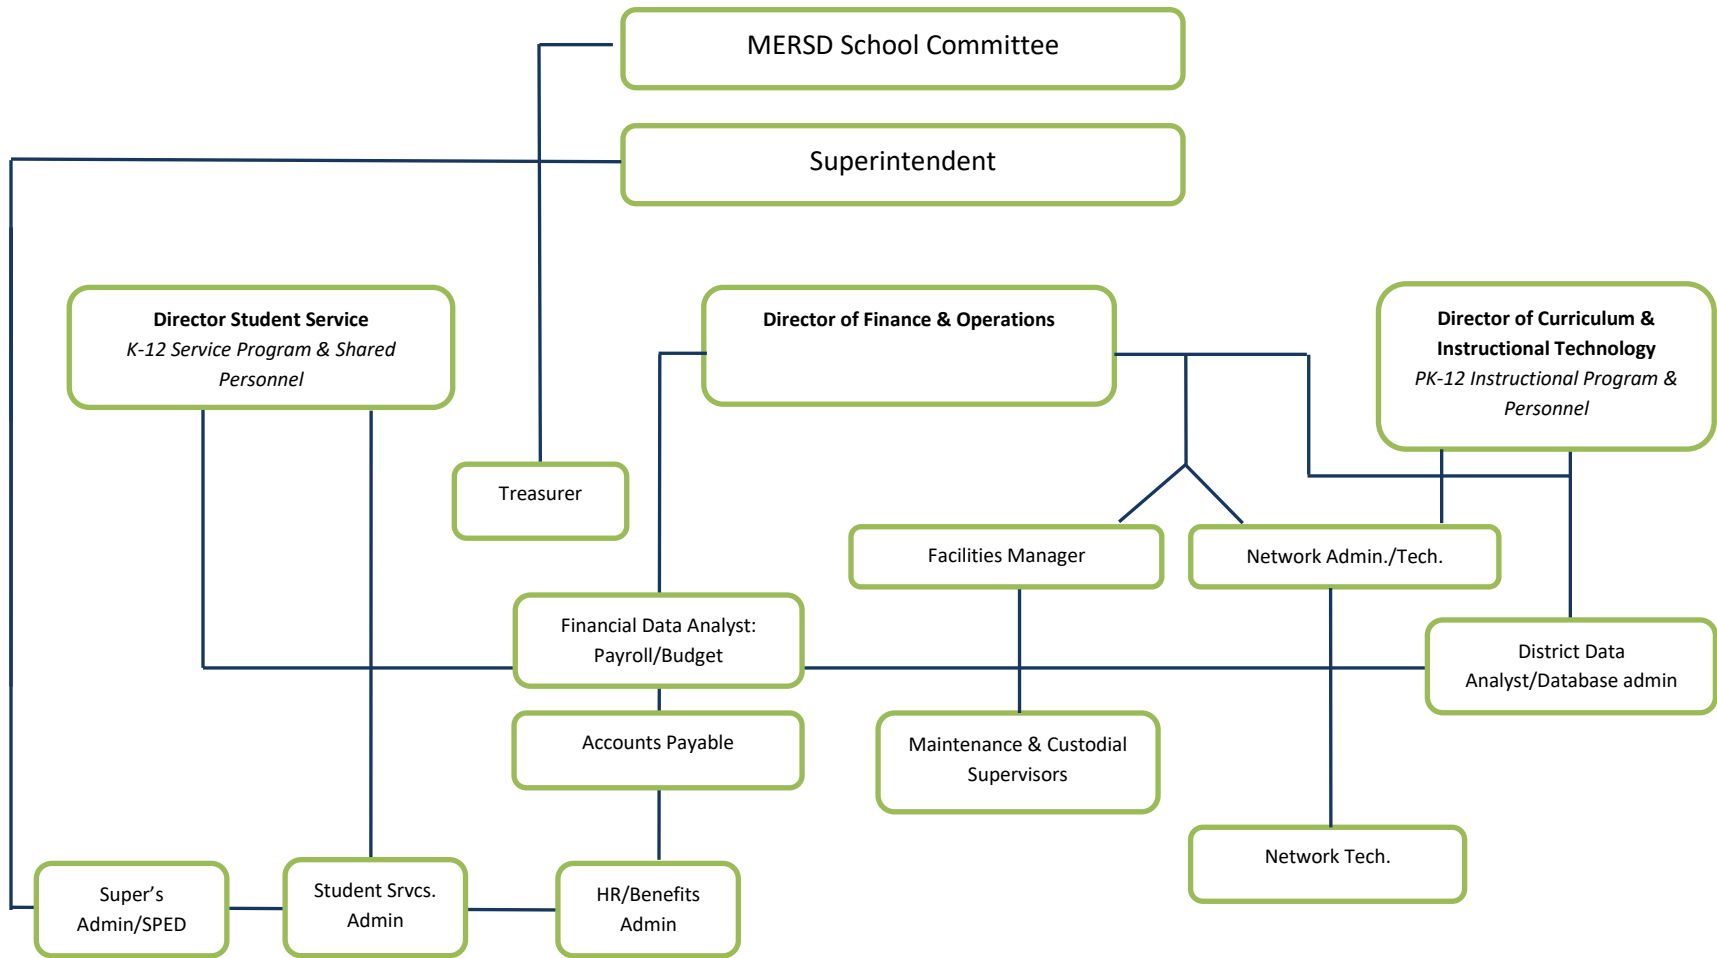 MERSD School Committee
Superintendent
Director Student Service
K-12 Service Program & Shared
Personnel
Director of Finance & Operations
Director of Curriculum &
Instructional Technology
PK-12 Instructional Program &
Personnel
Treasurer
Facilities Manager
Network Admin./Tech.
Financial Data Analyst:
Payroll/Budget
District Data
Analyst/Database admin
Accounts Payable
Maintenance & Custodial
Supervisors
Network Tech.
Super’s
Admin/SPED
Student Srvcs.
Admin
HR/Benefits
Admin